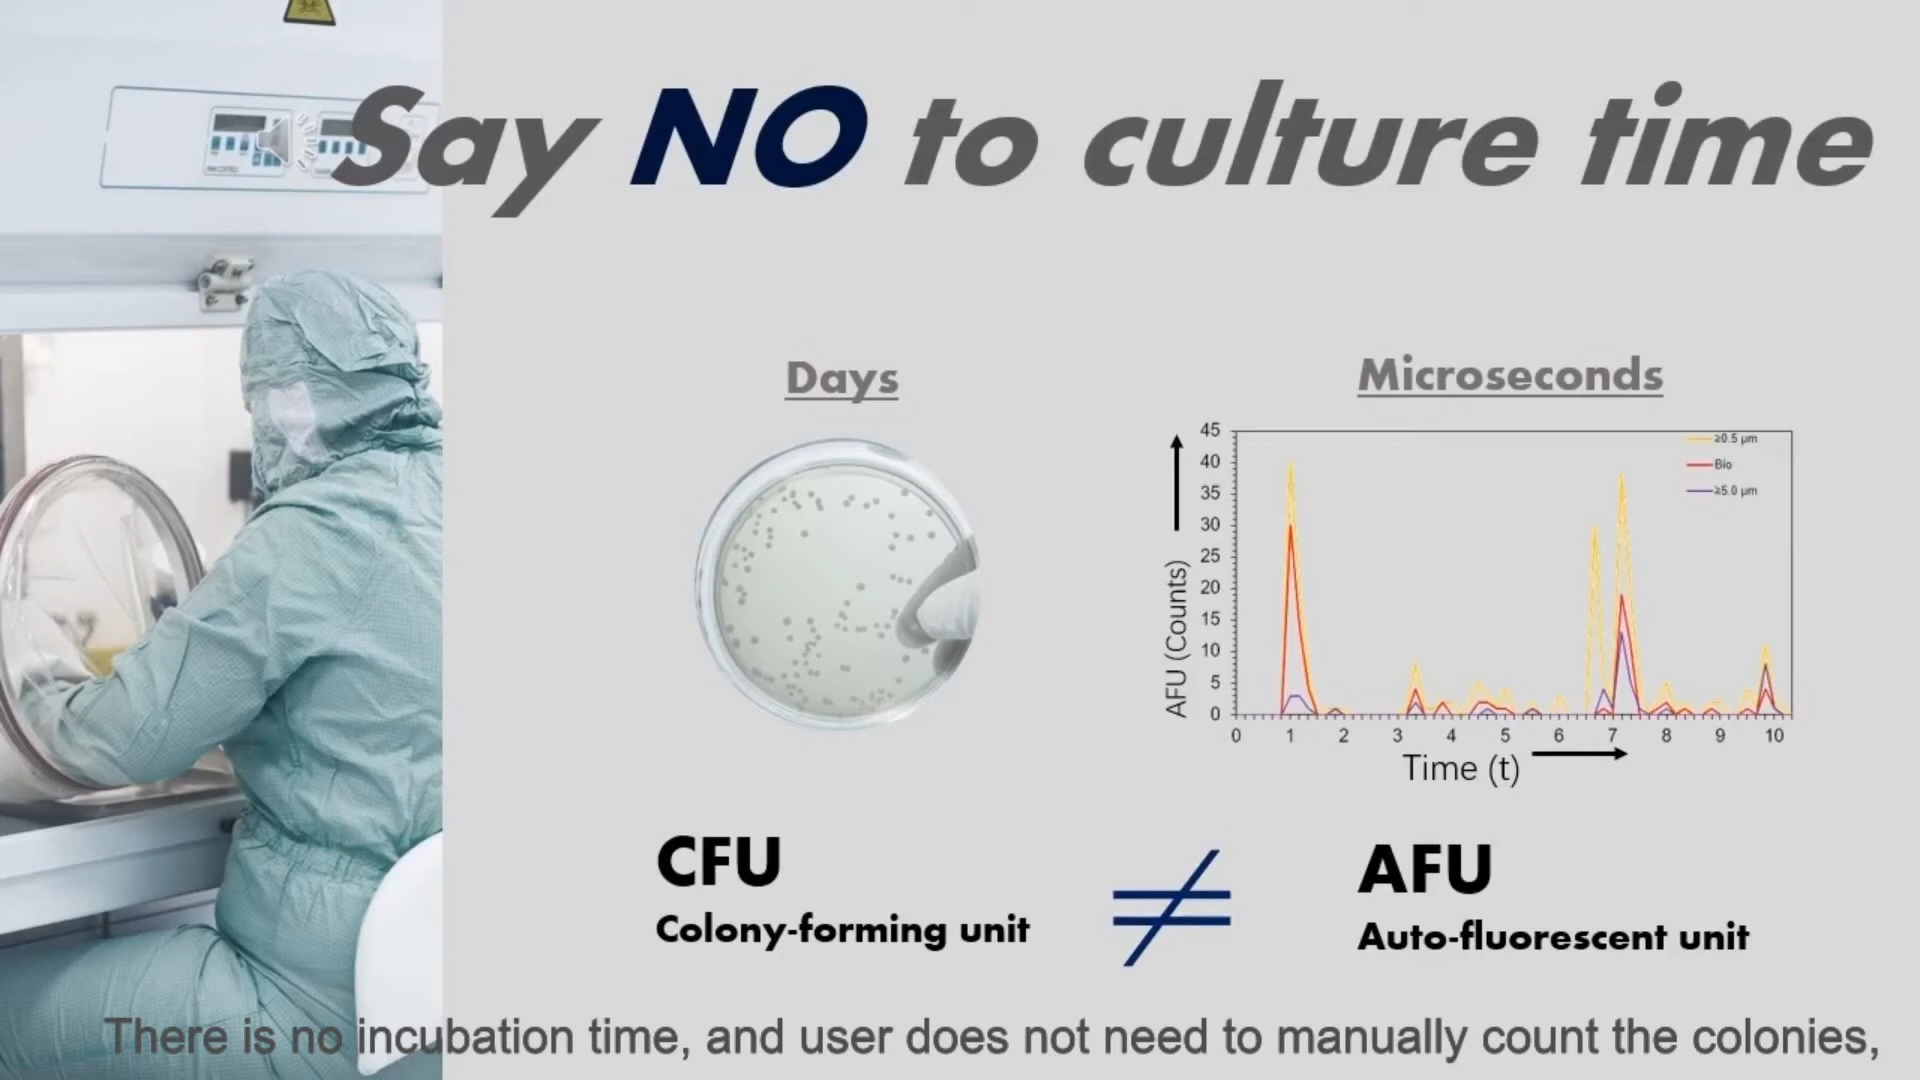 Say NO to culture time
Days
Microseconds
45
40
35
30
25
20
15
10
5
0
AFU (Counts)
≥0.5 µm
Bio
≥5.0 µm
0 1 2 3 4 5 6 7 8 9 10
Time (t)
CFU
Colony-forming unit
≠
AFU
Auto-fluorescent unit
There is no incubation time, and user does not need to manually count the colonies,